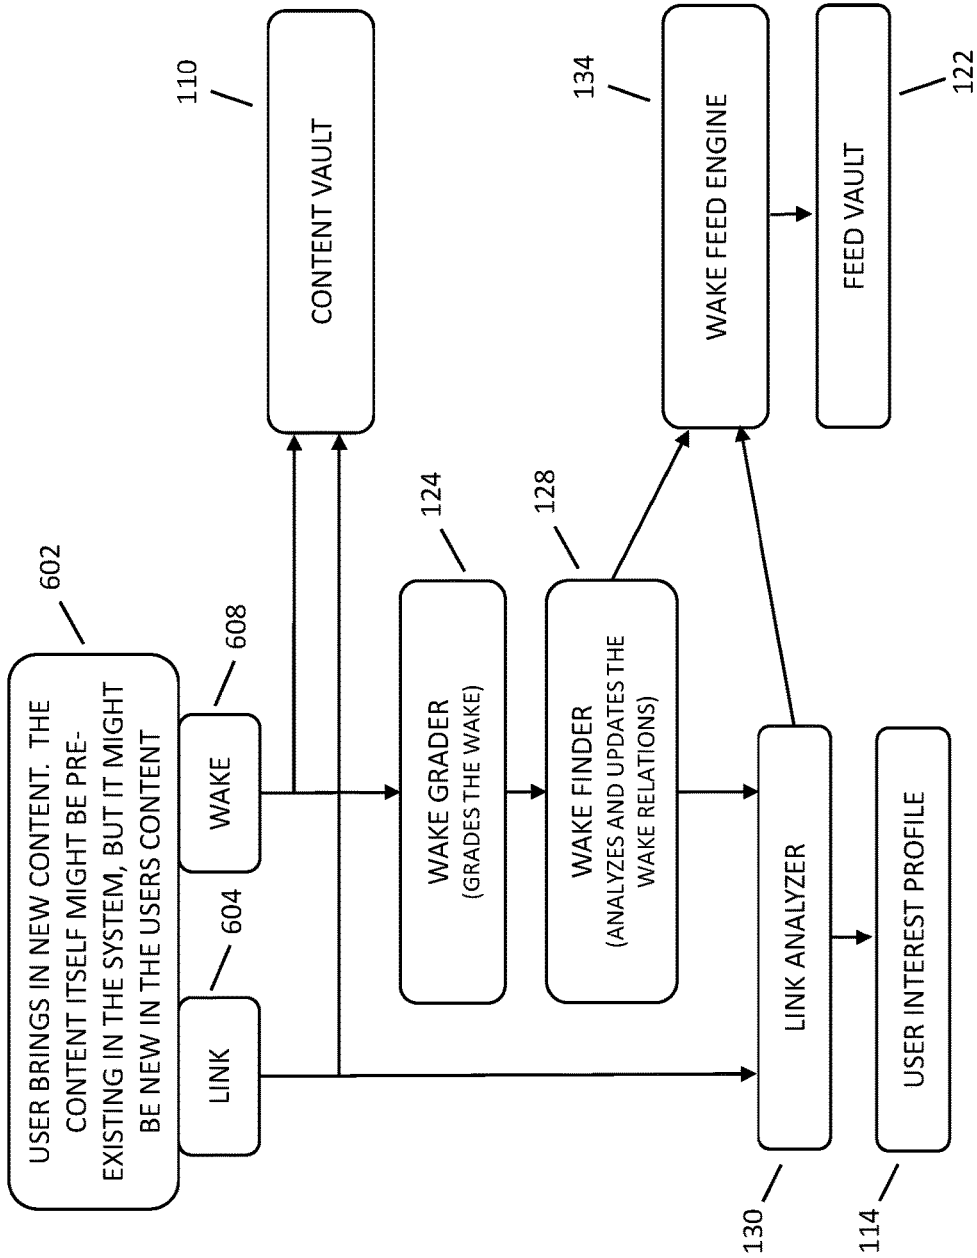 USER BRINGS IN NEW CONTENT. THE
CONTENT ITSELF MIGHT BE PRE-
EXISTING IN THE SYSTEM, BUT IT MIGHT
BE NEW IN THE USERS CONTENT
602
LINK
604
WAKE
608
CONTENT VAULT
110
WAKE GRADER
(GRADES THE WAKE)
124
WAKE FINDER
(ANALYZES AND UPDATES THE
WAKE RELATIONS)
128
WAKE FEED ENGINE
134
FEED VAULT
122
LINK ANALYZER
130
USER INTEREST PROFILE
114